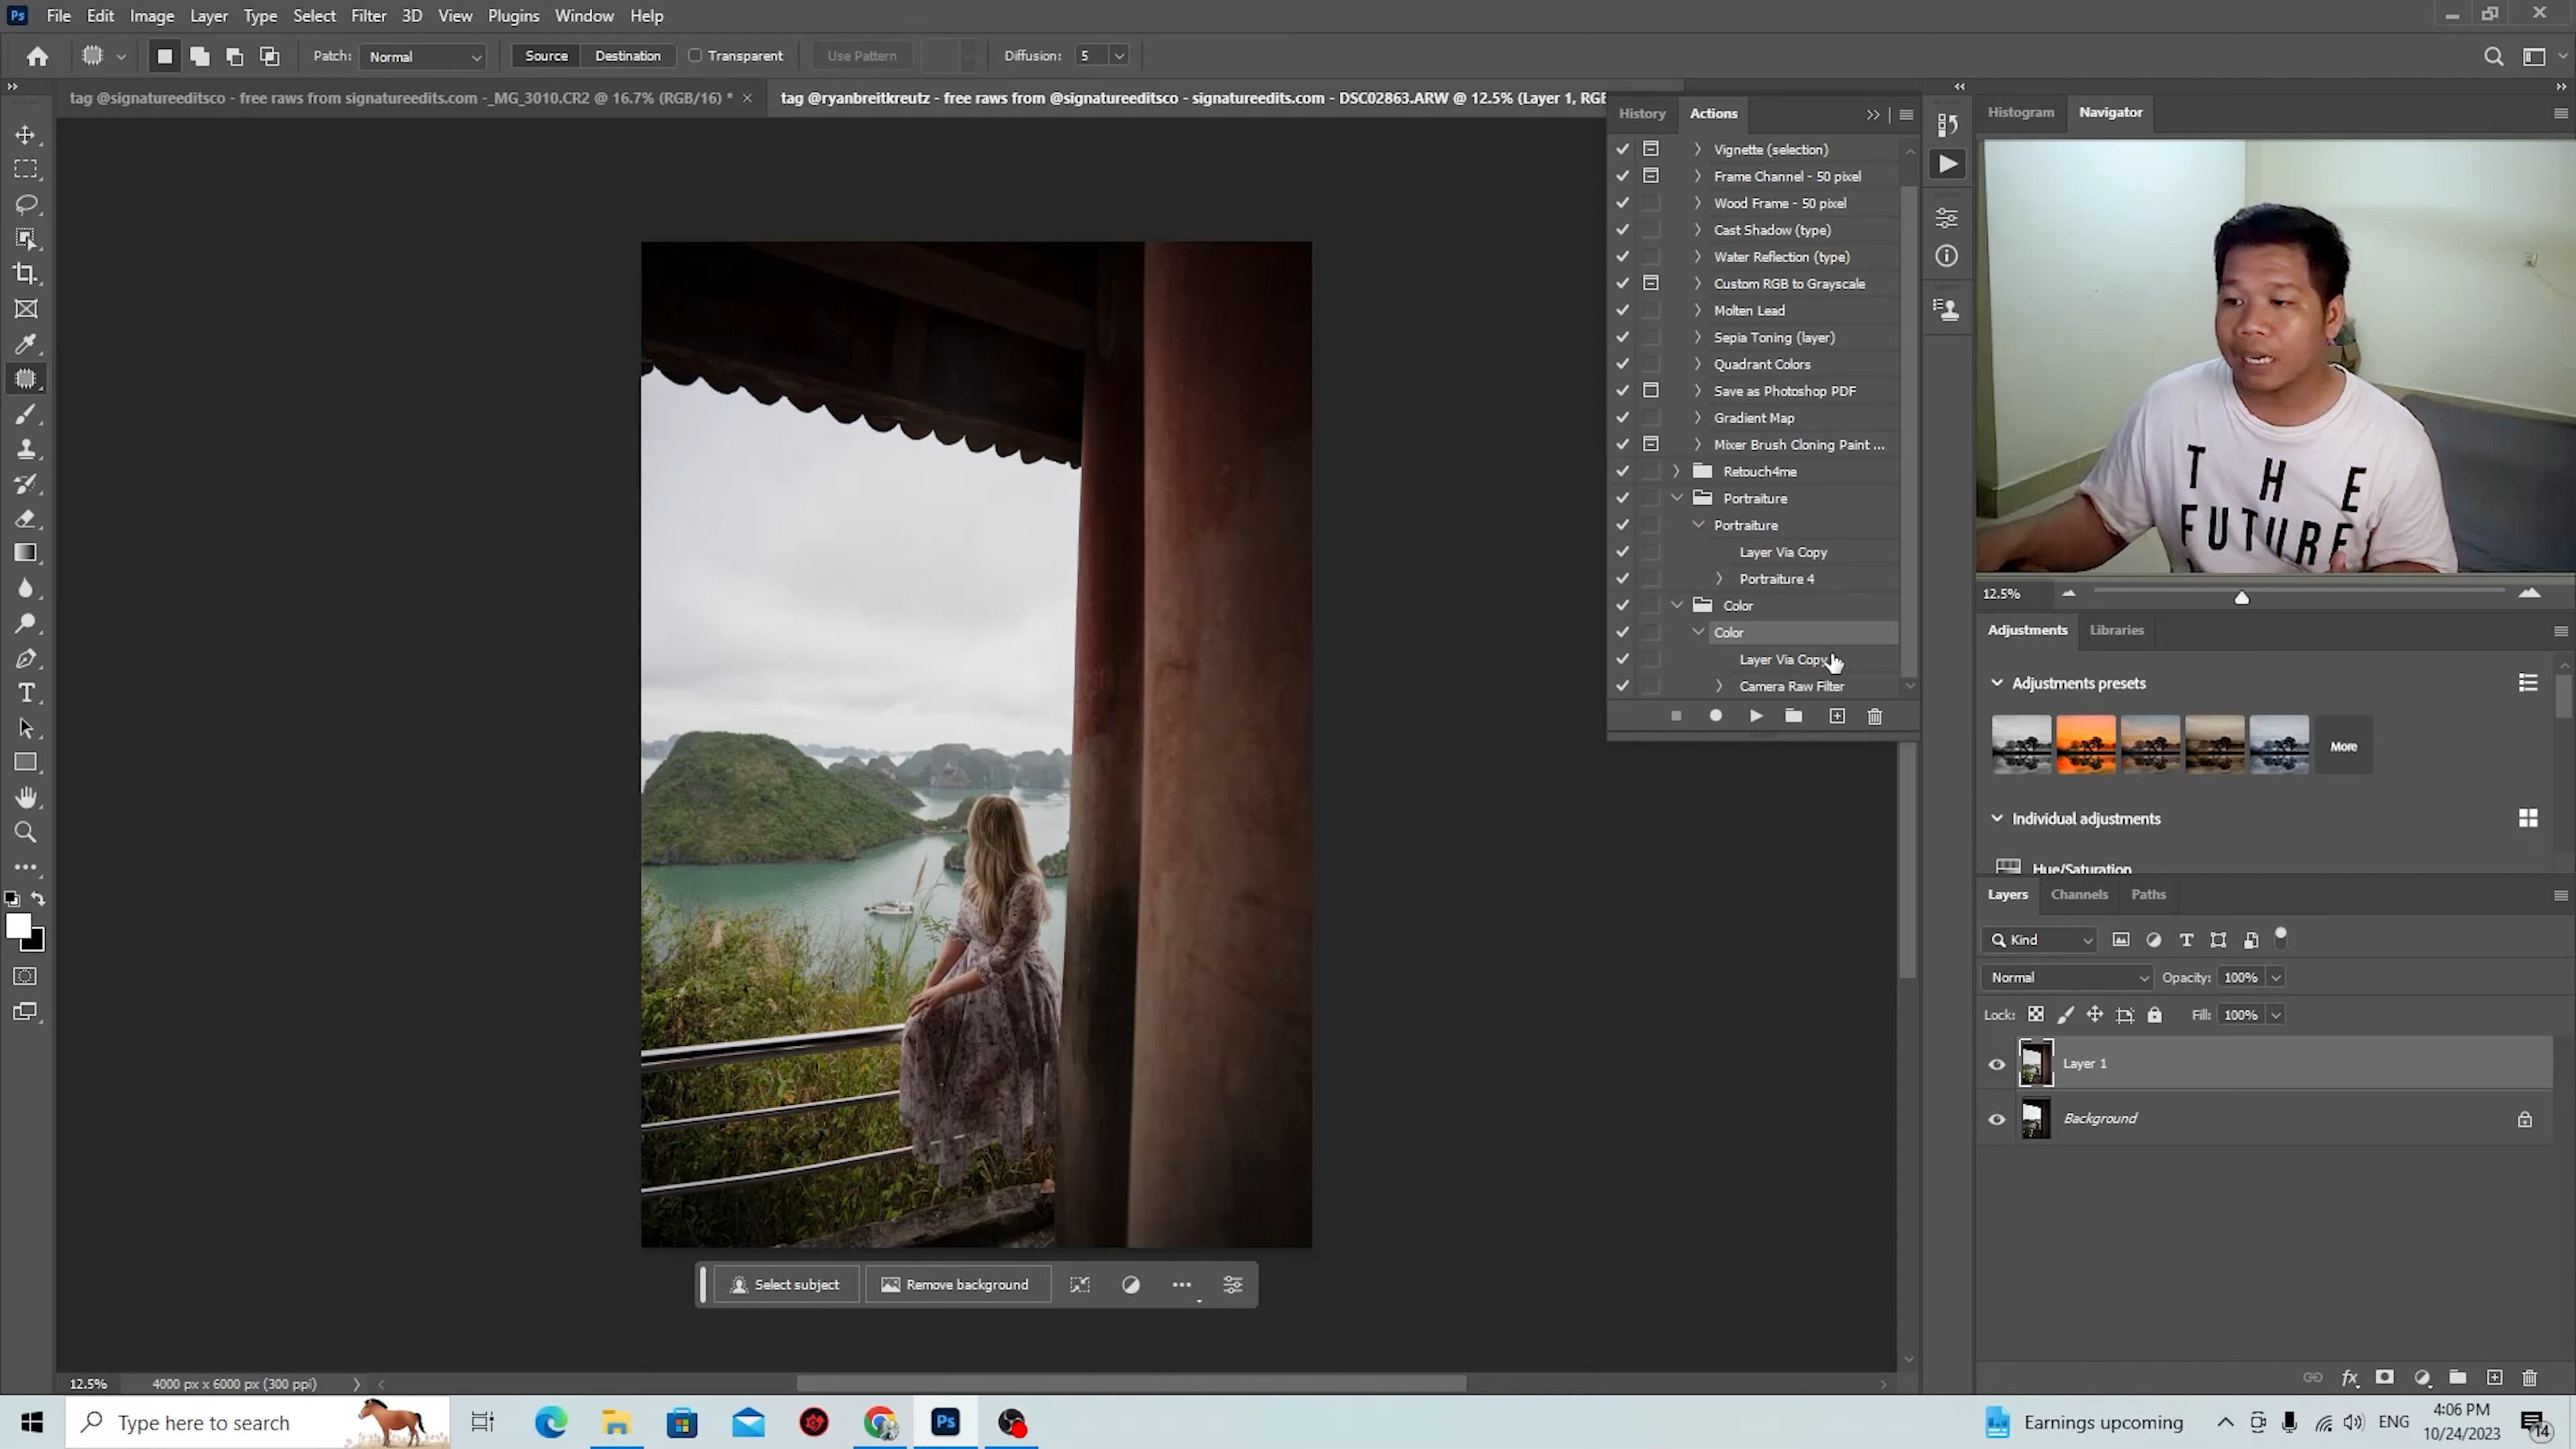 Ps File Edit Image Layer Type Select Filter 3D View Plugins Window Help
Patch: Normal Source Destination Transparent Use Pattern Diffusion: 5
tag @signatureeditsco - free raws from signatureedits.com -_MG_3010.CR2 @ 16.7% (RGB/16) *
tag @ryanbreitkreutz - free raws from @signatureeditsco - signatureedits.com - DSC02863.ARW @ 12.5% (Layer 1, RGB
History Actions
Vignette (selection)
Frame Channel - 50 pixel
Wood Frame - 50 pixel
Cast Shadow (type)
Water Reflection (type)
Custom RGB to Grayscale
Molten Lead
Sepia Toning (layer)
Quadrant Colors
Save as Photoshop PDF
Gradient Map
Mixer Brush Cloning Paint ...
Retouch4me
Portraiture
Portraiture
Layer Via Copy
Portraiture 4
Color
Color
Layer Via Copy
Camera Raw Filter
Histogram Navigator
THE
FUTURE
12.5%
Adjustments Libraries
Adjustments presets
More
Individual adjustments
Hue/Saturation
Layers Channels Paths
Kind
Normal Opacity: 100%
Lock: Fill: 100%
Layer 1
Background
Select subject Remove background
12.5% 4000 px x 6000 px (300 ppi)
Type here to search
Ps
Earnings upcoming
ENG
4:06 PM
10/24/2023
14